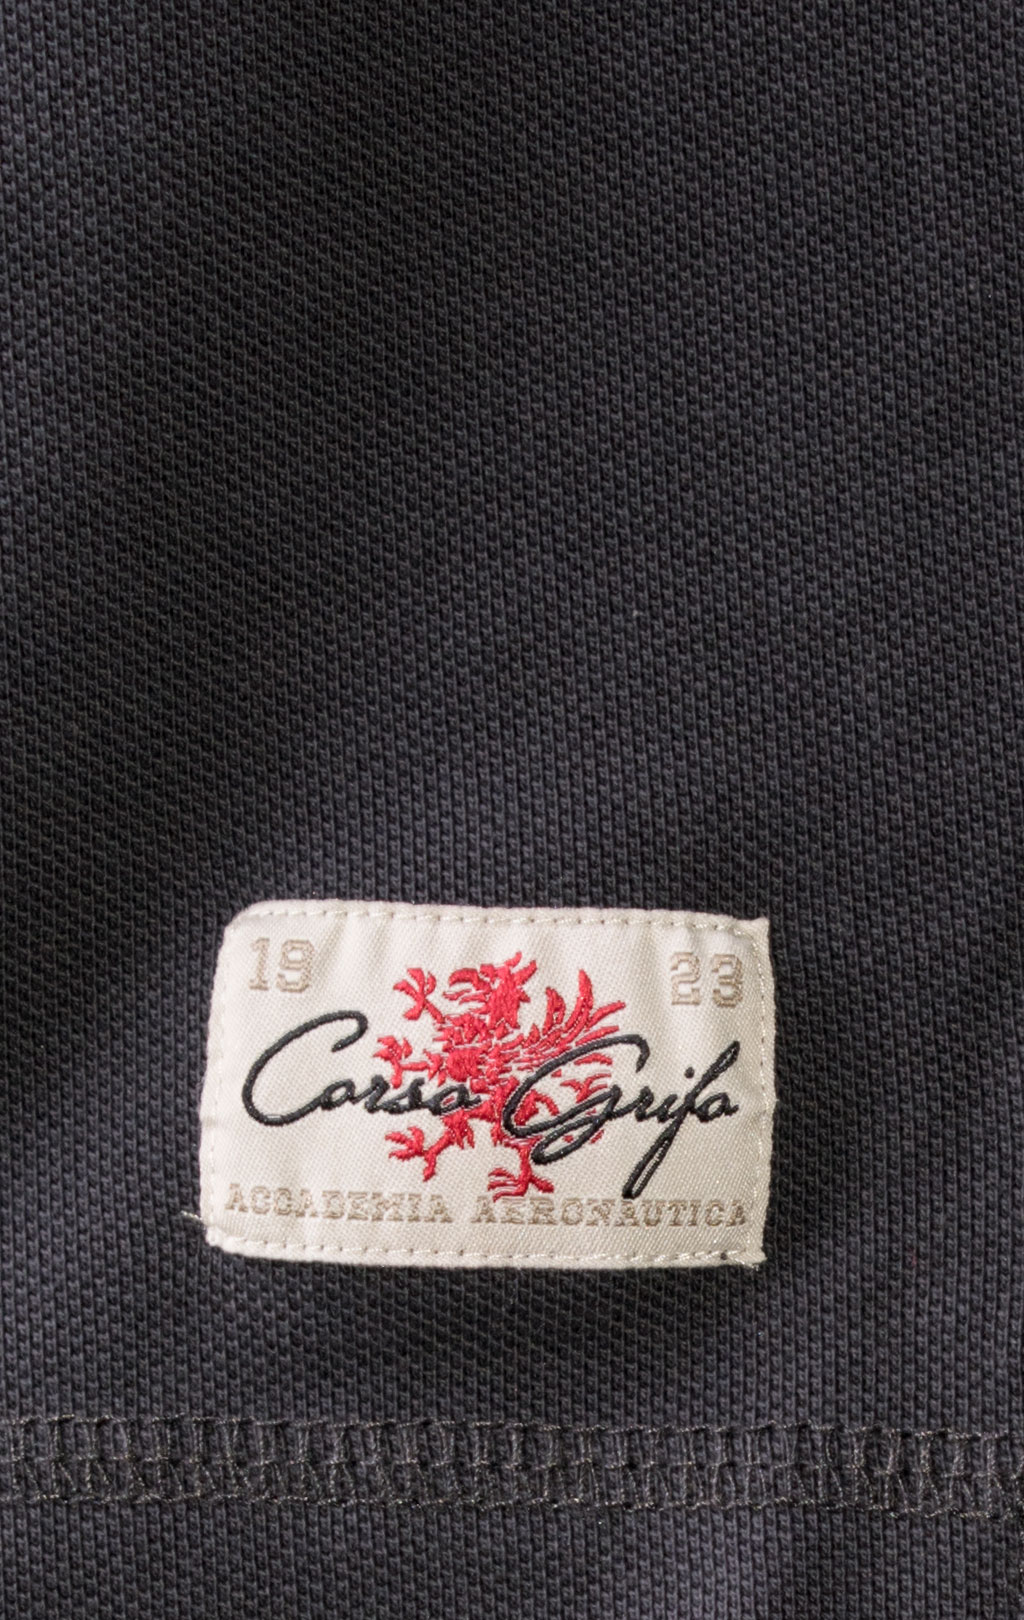 19 23
Corso Grifo
ACCADEMIA AERONAUTICA